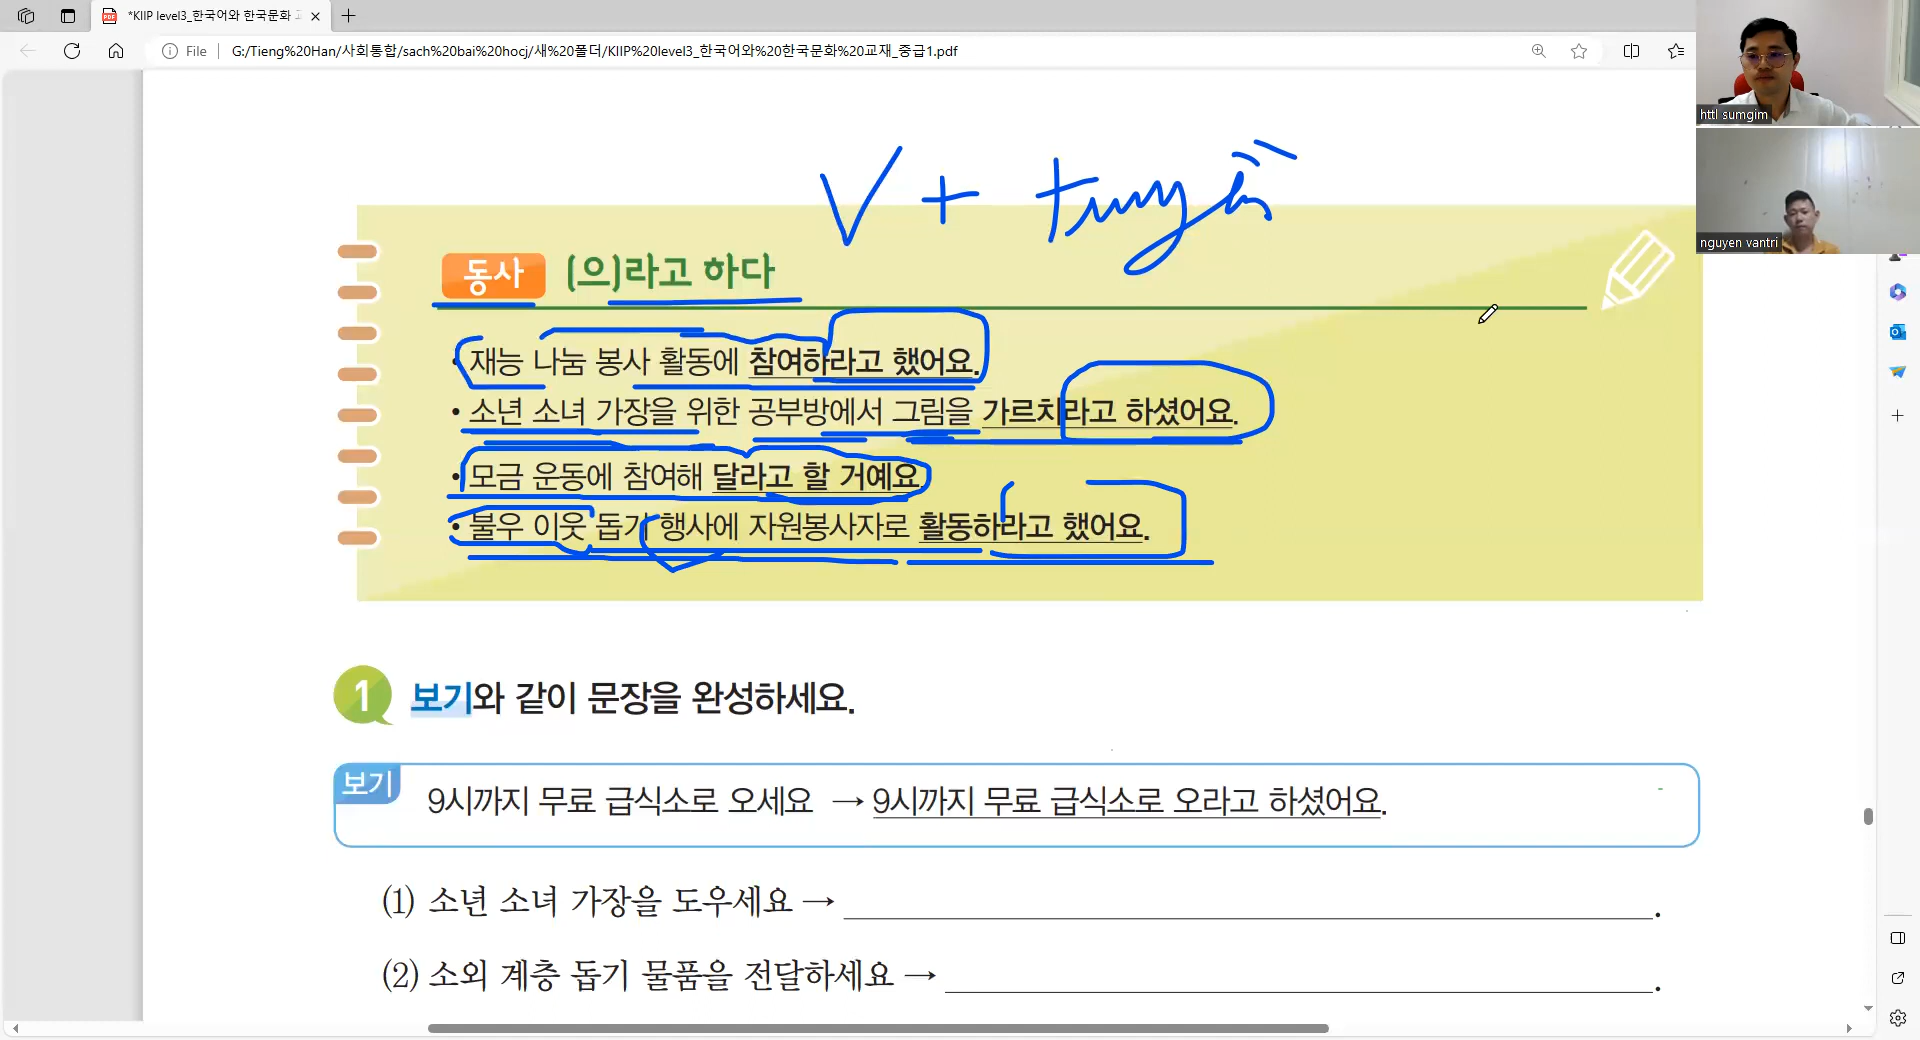 *KIIP level3_한국어와 한국문화 교
File
G:/Tieng%20Han/사회통합/sach%20bai%20hocj/새%20폴더/KIIP%20level3_한국어와%20한국문화%20교재_중급1.pdf
httl sumgim
nguyen vantri
V + truyền
동사 (으)라고 하다
• 재능 나눔 봉사 활동에 참여하라고 했어요.
• 소년 소녀 가장을 위한 공부방에서 그림을 가르치라고 하셨어요.
• 모금 운동에 참여해 달라고 할 거예요.
• 불우 이웃 돕기 행사에 자원봉사자로 활동하라고 했어요.
1 보기와 같이 문장을 완성하세요.
보기
9시까지 무료 급식소로 오세요 → 9시까지 무료 급식소로 오라고 하셨어요.
(1) 소년 소녀 가장을 도우세요 → .
(2) 소외 계층 돕기 물품을 전달하세요 → .